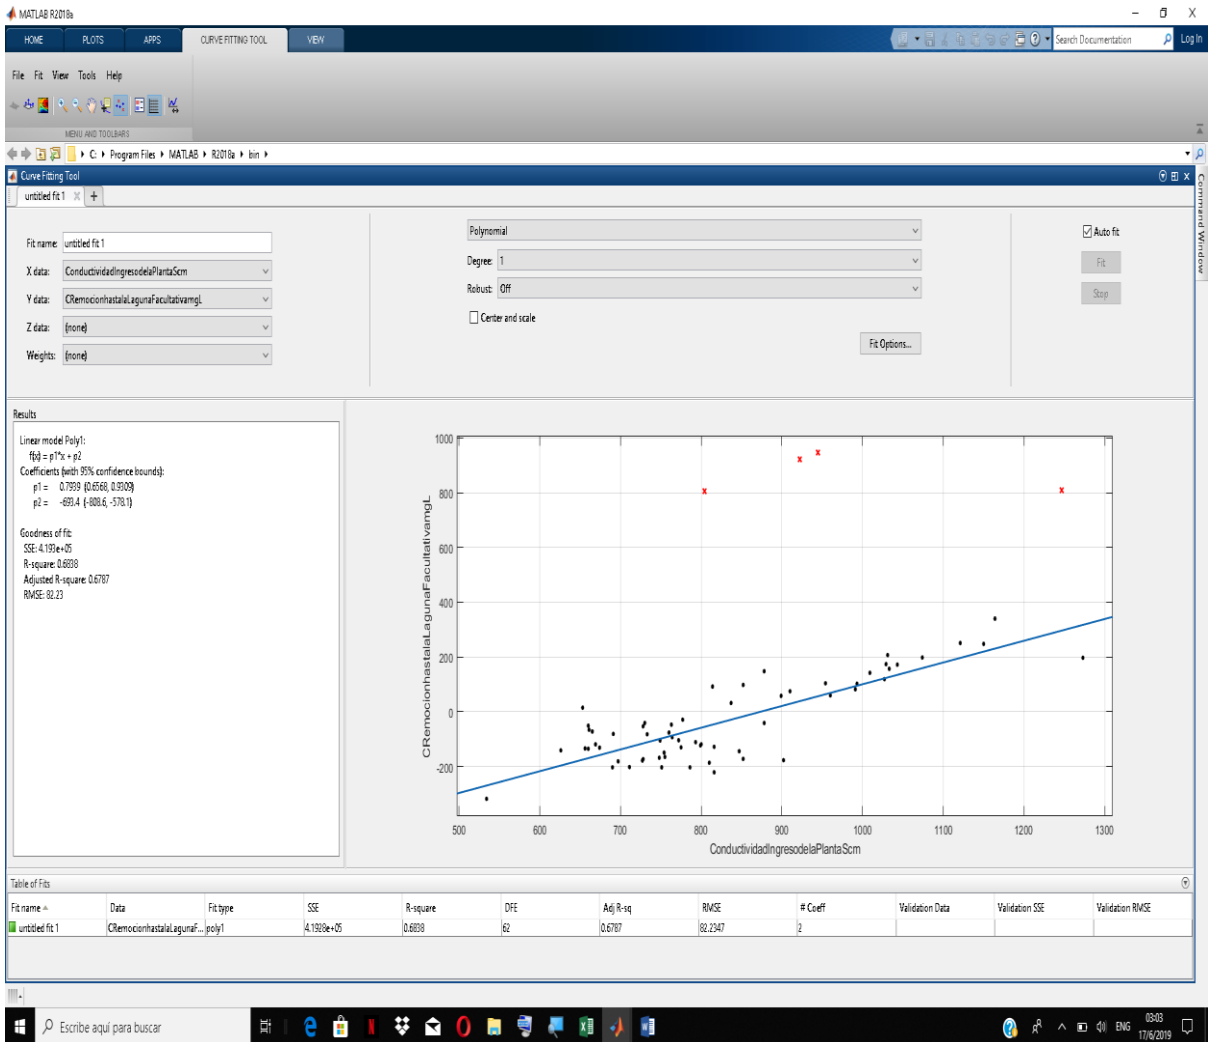 MATLAB R2018a
HOME PLOTS APPS CURVE FITTING TOOL VIEW
Search Documentation
Log In
File Fit View Tools Help
MENU AND TOOLBARS
C: Program Files MATLAB R2018a bin
Curve Fitting Tool
Command Window
untitled fit 1
Fit name: untitled fit 1
X data: ConductividadIngresodelaPlantaScm
Y data: CRemocionhastalaLagunaFacultativamgL
Z data: (none)
Weights: (none)
Polynomial
Degree: 1
Robust: Off
Center and scale
Fit Options...
Auto fit
Fit
Stop
Results
Linear model Poly1:
f(x) = p1*x + p2
Coefficients (with 95% confidence bounds):
p1 = 0.7939 (0.6568, 0.9309)
p2 = -693.4 (-808.6, -578.1)
Goodness of fit:
SSE: 4.193e+05
R-square: 0.6838
Adjusted R-square: 0.6787
RMSE: 82.23
CRemocionhastalaLagunaFacultativamgL
1000
800
600
400
200
0
-200
500 600 700 800 900 1000 1100 1200 1300
ConductividadIngresodelaPlantaScm
Table of Fits
Fit name Data Fit type SSE R-square DFE Adj R-sq RMSE # Coeff Validation Data Validation SSE Validation RMSE
untitled fit 1 CRemocionhastalaLagunaF... poly1 4.1928e+05 0.6838 62 0.6787 82.2347 2
Escribe aquí para buscar
ENG
03:03
17/6/2019